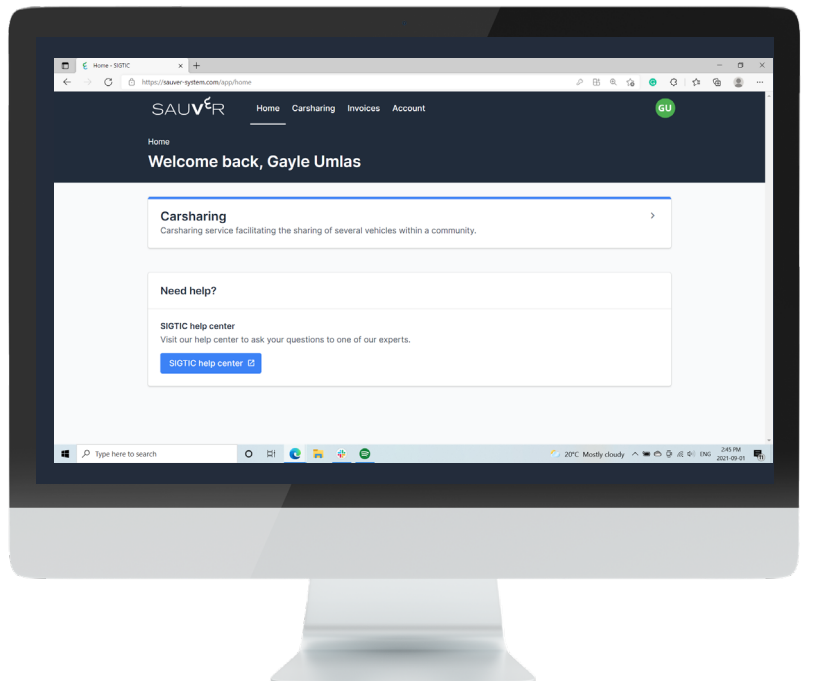 Home - SIGTIC
https://sauver-system.com/app/home
SAUVÉR
Home Carsharing Invoices Account
GU
Home
Welcome back, Gayle Umlas
Carsharing
Carsharing service facilitating the sharing of several vehicles within a community.
Need help?
SIGTIC help center
Visit our help center to ask your questions to one of our experts.
SIGTIC help center
Type here to search
20°C Mostly cloudy
ENG
2:45 PM
2021-09-01